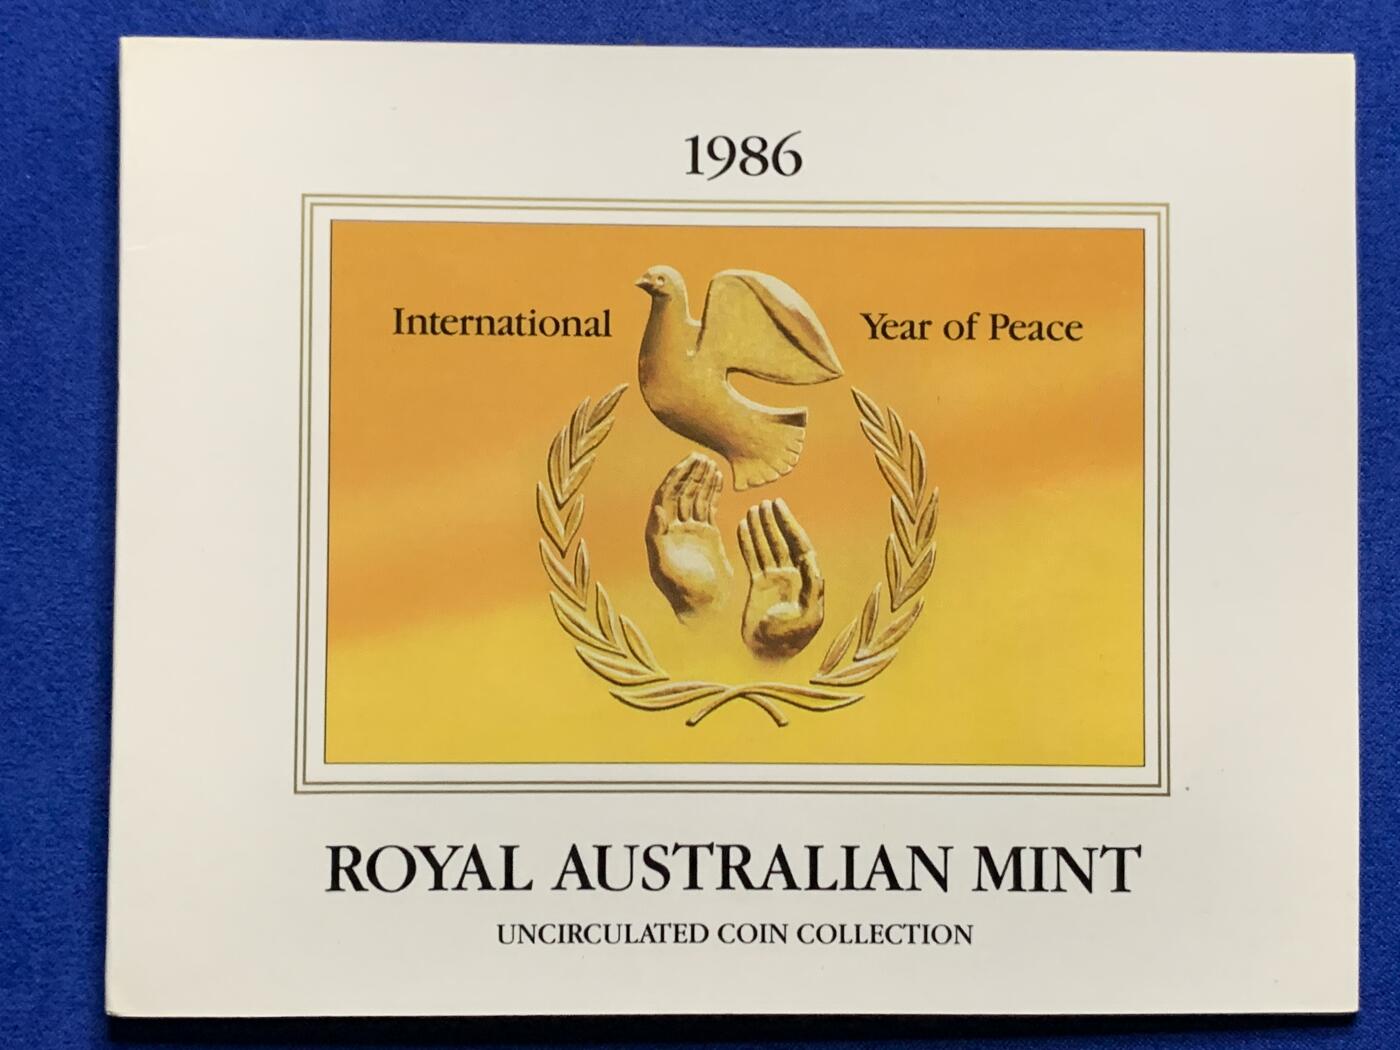 1986
International Year of Peace
ROYAL AUSTRALIAN MINT
UNCIRCULATED COIN COLLECTION